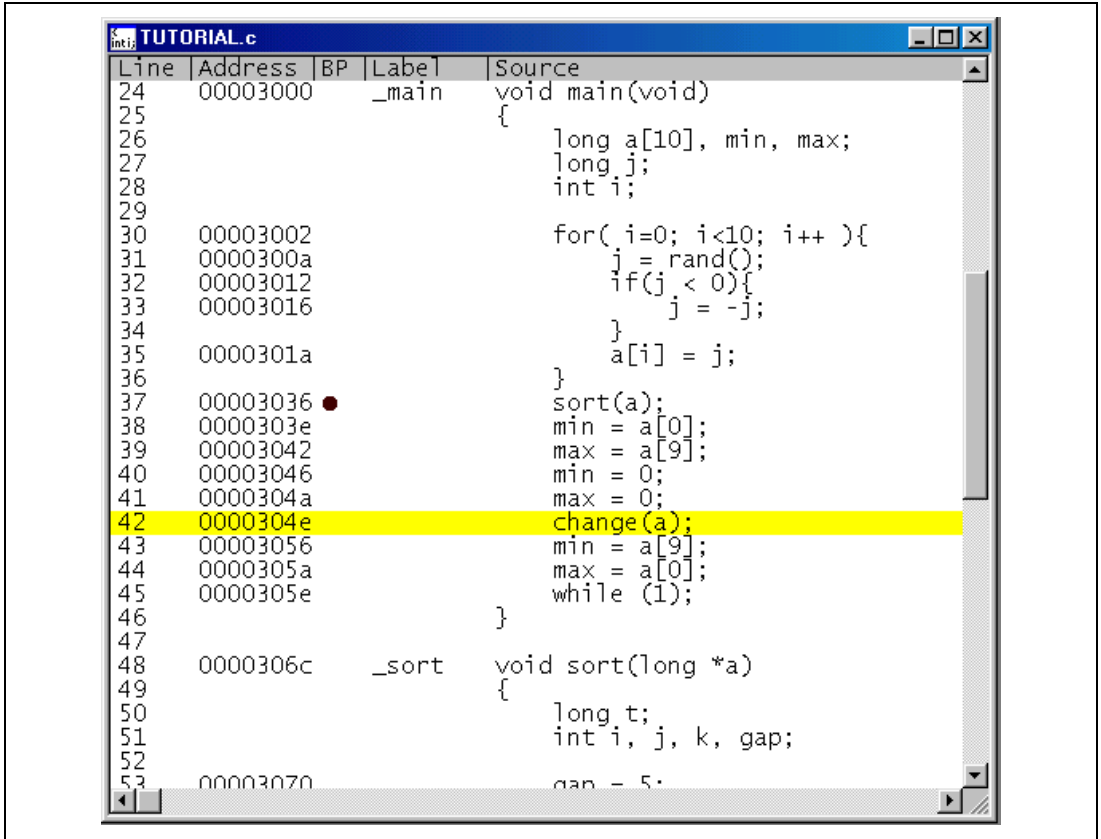 TUTORIAL.c
Line |Address |BP |Label |Source
24 00003000 _main void main(void)
25 {
26 long a[10], min, max;
27 long j;
28 int i;
29
30 00003002 for( i=0; i<10; i++ ){
31 0000300a j = rand();
32 00003012 if(j < 0){
33 00003016 j = -j;
34 }
35 0000301a a[i] = j;
36 }
37 00003036 sort(a);
38 0000303e min = a[0];
39 00003042 max = a[9];
40 00003046 min = 0;
41 0000304a max = 0;
42 0000304e change(a);
43 00003056 min = a[9];
44 0000305a max = a[0];
45 0000305e while (1);
46 }
47
48 0000306c _sort void sort(long *a)
49 {
50 long t;
51 int i, j, k, gap;
52
53 00003070 gap = 5;